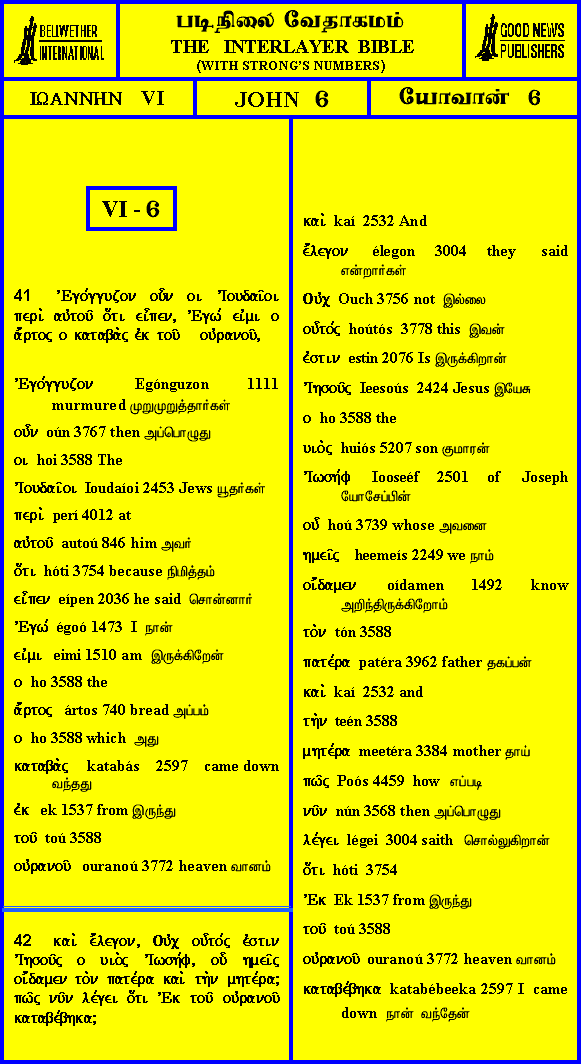 BELLWETHER
INTERNATIONAL
படிநிலை வேதாகமம்
THE INTERLAYER BIBLE
(WITH STRONG'S NUMBERS)
GOOD NEWS
PUBLISHERS
ΙΩΑΝΝΗΝ VI
JOHN 6
யோவான் 6
VI - 6
41 Ἐγόγγυζον οὖν οι Ἰουδαῖοι
περὶ αὐτοῦ ὅτι εἶπεν, Ἐγώ εἰμι ο
ἄρτος ο καταβὰς ἐκ τοῦ οὐρανοῦ,
Ἐγόγγυζον Egónguzon 1111
murmured முறுமுறுத்தார்கள்
οὖν oún 3767 then அப்பொழுது
οι hoi 3588 The
Ἰουδαῖοι Ioudaíoi 2453 Jews யூதர்கள்
περὶ perí 4012 at
αὐτοῦ autoú 846 him அவர்
ὅτι hóti 3754 because நிமித்தம்
εἶπεν eípen 2036 he said சொன்னார்
Ἐγώ égoó 1473 I நான்
εἰμι eimi 1510 am இருக்கிறேன்
ο ho 3588 the
ἄρτος ártos 740 bread அப்பம்
ο ho 3588 which அது
καταβὰς katabás 2597 came down
வந்தது
ἐκ ek 1537 from இருந்து
τοῦ toú 3588
οὐρανοῦ ouranoú 3772 heaven வானம்
42 καὶ ἔλεγον, Οὐχ οὗτός ἐστιν
Ἰησοῦς ο υιὸς Ἰωσήφ, οὗ ημεῖς
οἴδαμεν τὸν πατέρα καὶ τὴν μητέρα;
πῶς νῦν λέγει ὅτι Ἐκ τοῦ οὐρανοῦ
καταβέβηκα;
καὶ kaí 2532 And
ἔλεγον élegon 3004 they said
என்றார்கள்
Οὐχ Ouch 3756 not இல்லை
οὗτός hoútós 3778 this இவன்
ἐστιν estin 2076 Is இருக்கிறான்
Ἰησοῦς Ieesoús 2424 Jesus இயேசு
ο ho 3588 the
υιὸς huiós 5207 son குமாரன்
Ἰωσήφ Iooseéf 2501 of Joseph
யோசேப்பின்
οὗ hoú 3739 whose அவனை
ημεῖς heemeís 2249 we நாம்
οἴδαμεν oídamen 1492 know
அறிந்திருக்கிறோம்
τὸν tón 3588
πατέρα patéra 3962 father தகப்பன்
καὶ kaí 2532 and
τὴν teén 3588
μητέρα meetéra 3384 mother தாய்
πῶς Poós 4459 how எப்படி
νῦν nún 3568 then அப்பொழுது
λέγει légei 3004 saith சொல்லுகிறான்
ὅτι hóti 3754
Ἐκ Ek 1537 from இருந்து
τοῦ toú 3588
οὐρανοῦ ouranoú 3772 heaven வானம்
καταβέβηκα katabébeeka 2597 I came
down நான் வந்தேன்